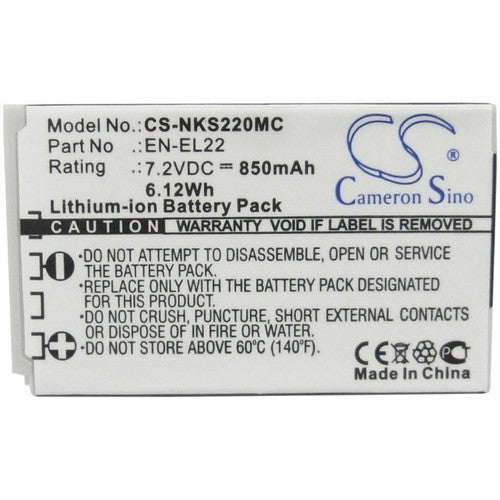 Model No.: CS-NKS220MC
Part No : EN-EL22
Rating : 7.2VDC 850mAh
6.12Wh
Lithium-ion Battery Pack
CS
Cameron Sino
CAUTION WARRANTY VOID IF LABEL IS REMOVED
•DO NOT ATTEMPT TO DISASSEMBLE, OPEN OR SERVICE
THE BATTERY PACK.
•REPLACE ONLY WITH THE BATTERY DESIGNATED FOR
THIS EQUIPMENT.
•DO NOT CRUSH, PUNCTURE, SHORT EXTERNAL
CONTACTS OR DISPOSE OF IN FIRE OR WATER.
•DO NOT STORE ABOVE 60℃ (140℉)
CE
Made in China